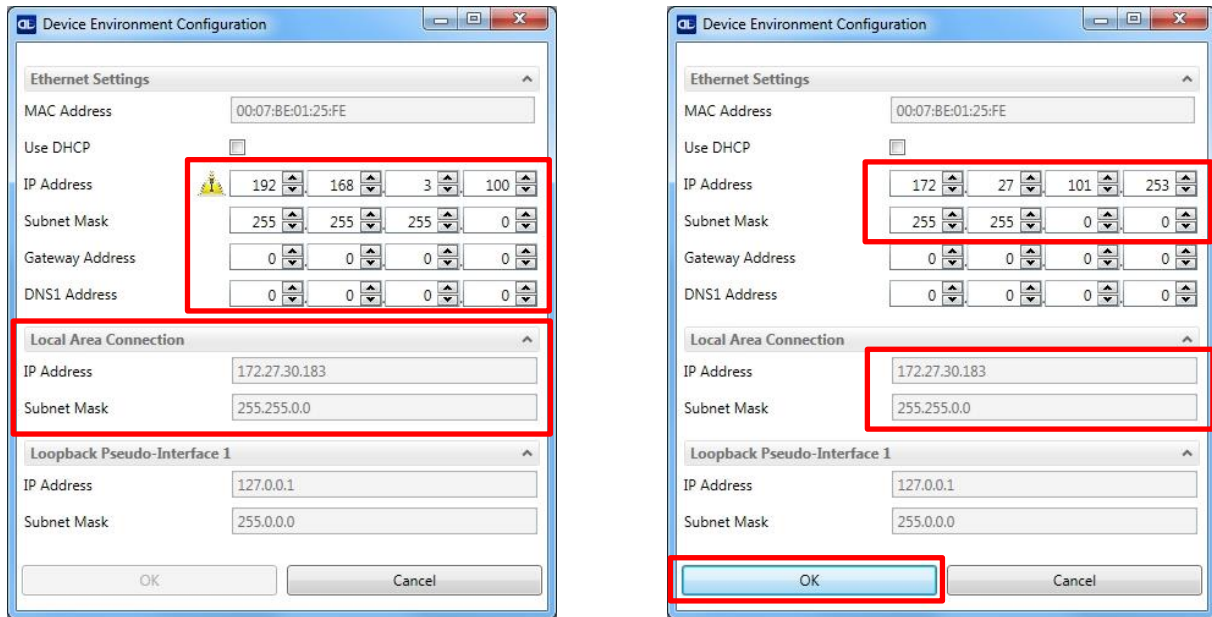 Device Environment Configuration
Ethernet Settings
MAC Address 00:07:BE:01:25:FE
Use DHCP
IP Address 192 . 168 . 3 . 100
Subnet Mask 255 . 255 . 255 . 0
Gateway Address 0 . 0 . 0 . 0
DNS1 Address 0 . 0 . 0 . 0
Local Area Connection
IP Address 172.27.30.183
Subnet Mask 255.255.0.0
Loopback Pseudo-Interface 1
IP Address 127.0.0.1
Subnet Mask 255.0.0.0
OK Cancel
Device Environment Configuration
Ethernet Settings
MAC Address 00:07:BE:01:25:FE
Use DHCP
IP Address 172 . 27 . 101 . 253
Subnet Mask 255 . 255 . 0 . 0
Gateway Address 0 . 0 . 0 . 0
DNS1 Address 0 . 0 . 0 . 0
Local Area Connection
IP Address 172.27.30.183
Subnet Mask 255.255.0.0
Loopback Pseudo-Interface 1
IP Address 127.0.0.1
Subnet Mask 255.0.0.0
OK Cancel